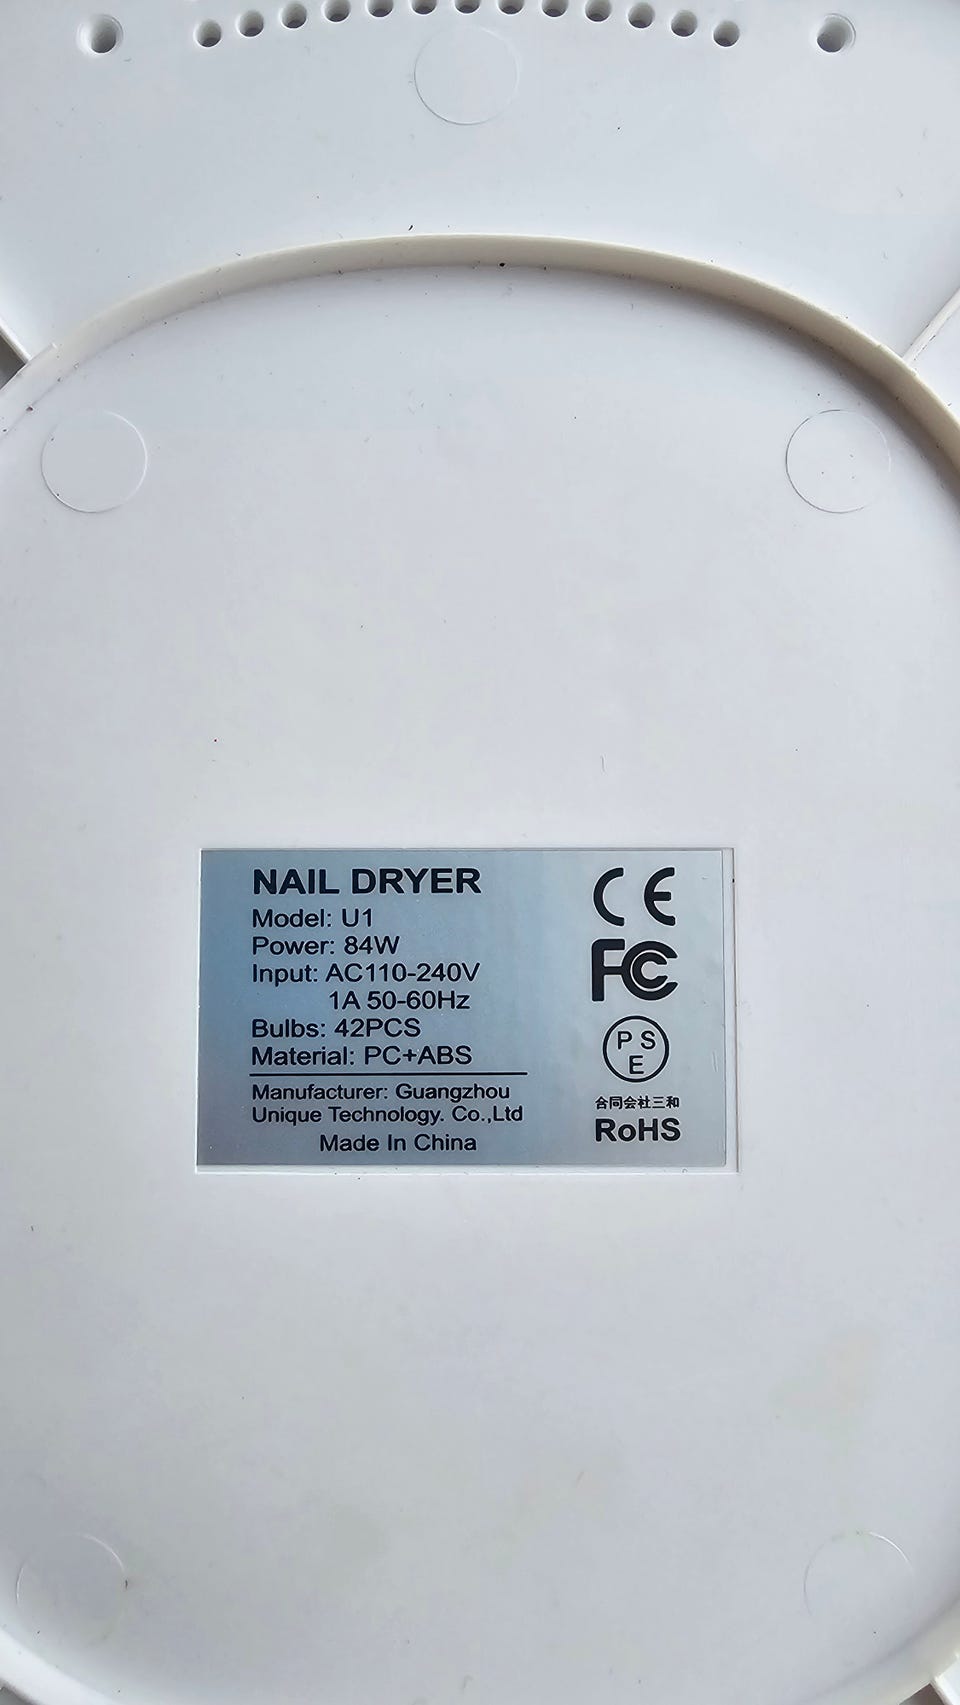 NAIL DRYER
Model: U1
Power: 84W
Input: AC110-240V
1A 50-60Hz
Bulbs: 42PCS
Material: PC+ABS
Manufacturer: Guangzhou
Unique Technology. Co.,Ltd
Made In China
CE
FC
PS
E
合同会社三和
RoHS